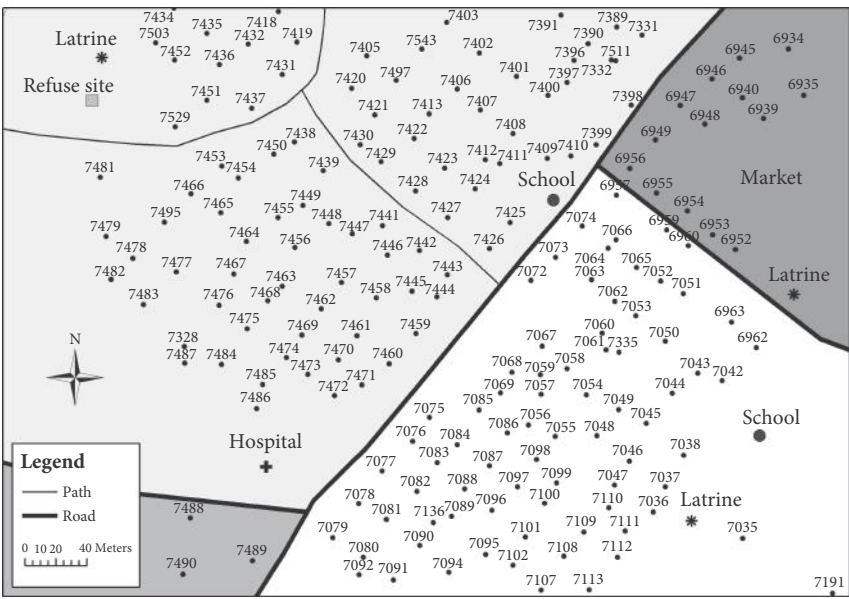 7434 7418 7403 7391 7389
7435 7390 7331
Latrine 7503 7432 7419 7543 7402 6945 6934
7452 7436 7405 7396 7511
7431 7497 7401 7397 7332 6946
Refuse site 7420 7406 7400 6940 6935
7451 7437 7407 7398 6947
7421 7413 6948 6939
7529 7408 7399 6949
7438 7430 7422
7450 7429 7412 7409 7410
7453 7439 7423 7411 6956
7481 7454 7424 School Market
7466 7428 6957 6955
7449 6954
7495 7465 7455 7448 7441 7427 7425 7074 6959 6953
7479 7447 7066 6960 6952
7464 7456 7446 7442 7426 7073
7478 7064 7065
7482 7477 7467 7463 7457 7443 7072 7063 7052 7051 Latrine
7483 7476 7468 7458 7445 7444
7462 7062 7053 6963
7475 7469 7461 7459 7060
N 7328 7067 7061 7335 7050 6962
7487 7484 7474 7470 7460 7068 7059 7058 7043 7042
7485 7473 7471 7069 7057 7054 7044
7486 7472 7085 7049
7075 7056 7045 School
Hospital 7076 7084 7086 7055 7048
7083 7087 7098 7046 7038
Legend 7077
7082 7088 7097 7099 7047 7037
Path 7078 7096 7100 7110 7036 Latrine
Road 7488 7081 7136 7089
7079 7090 7101 7109 7111 7035
0 10 20 40 Meters 7489 7080 7095 7108 7112
7490 7092 7091 7094 7102
7107 7113 7191